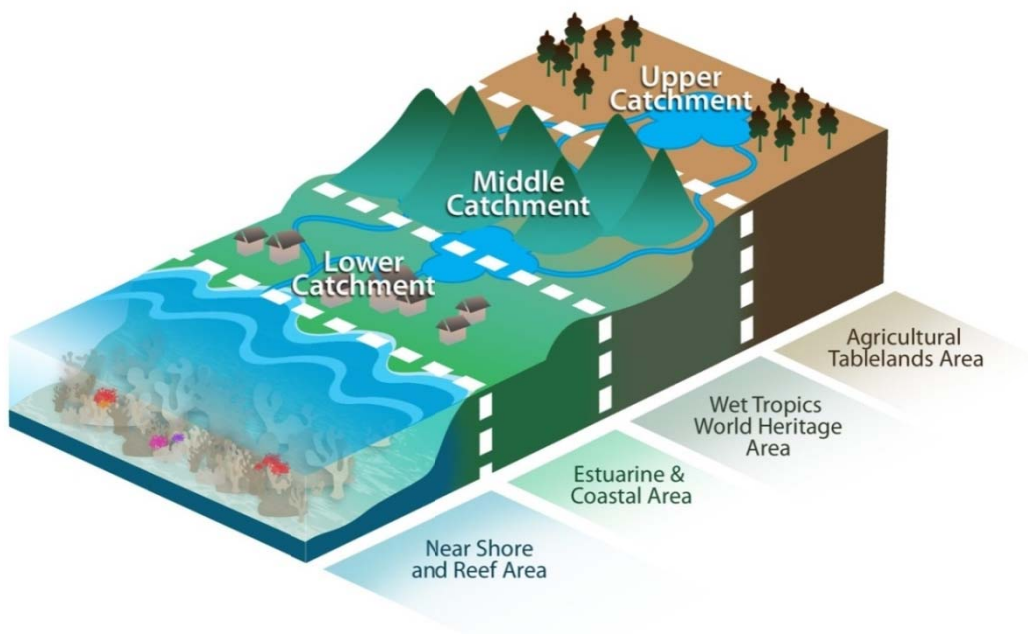 Upper
Catchment
Middle
Catchment
Lower
Catchment
Agricultural
Tablelands Area
Wet Tropics
World Heritage
Area
Estuarine &
Coastal Area
Near Shore
and Reef Area